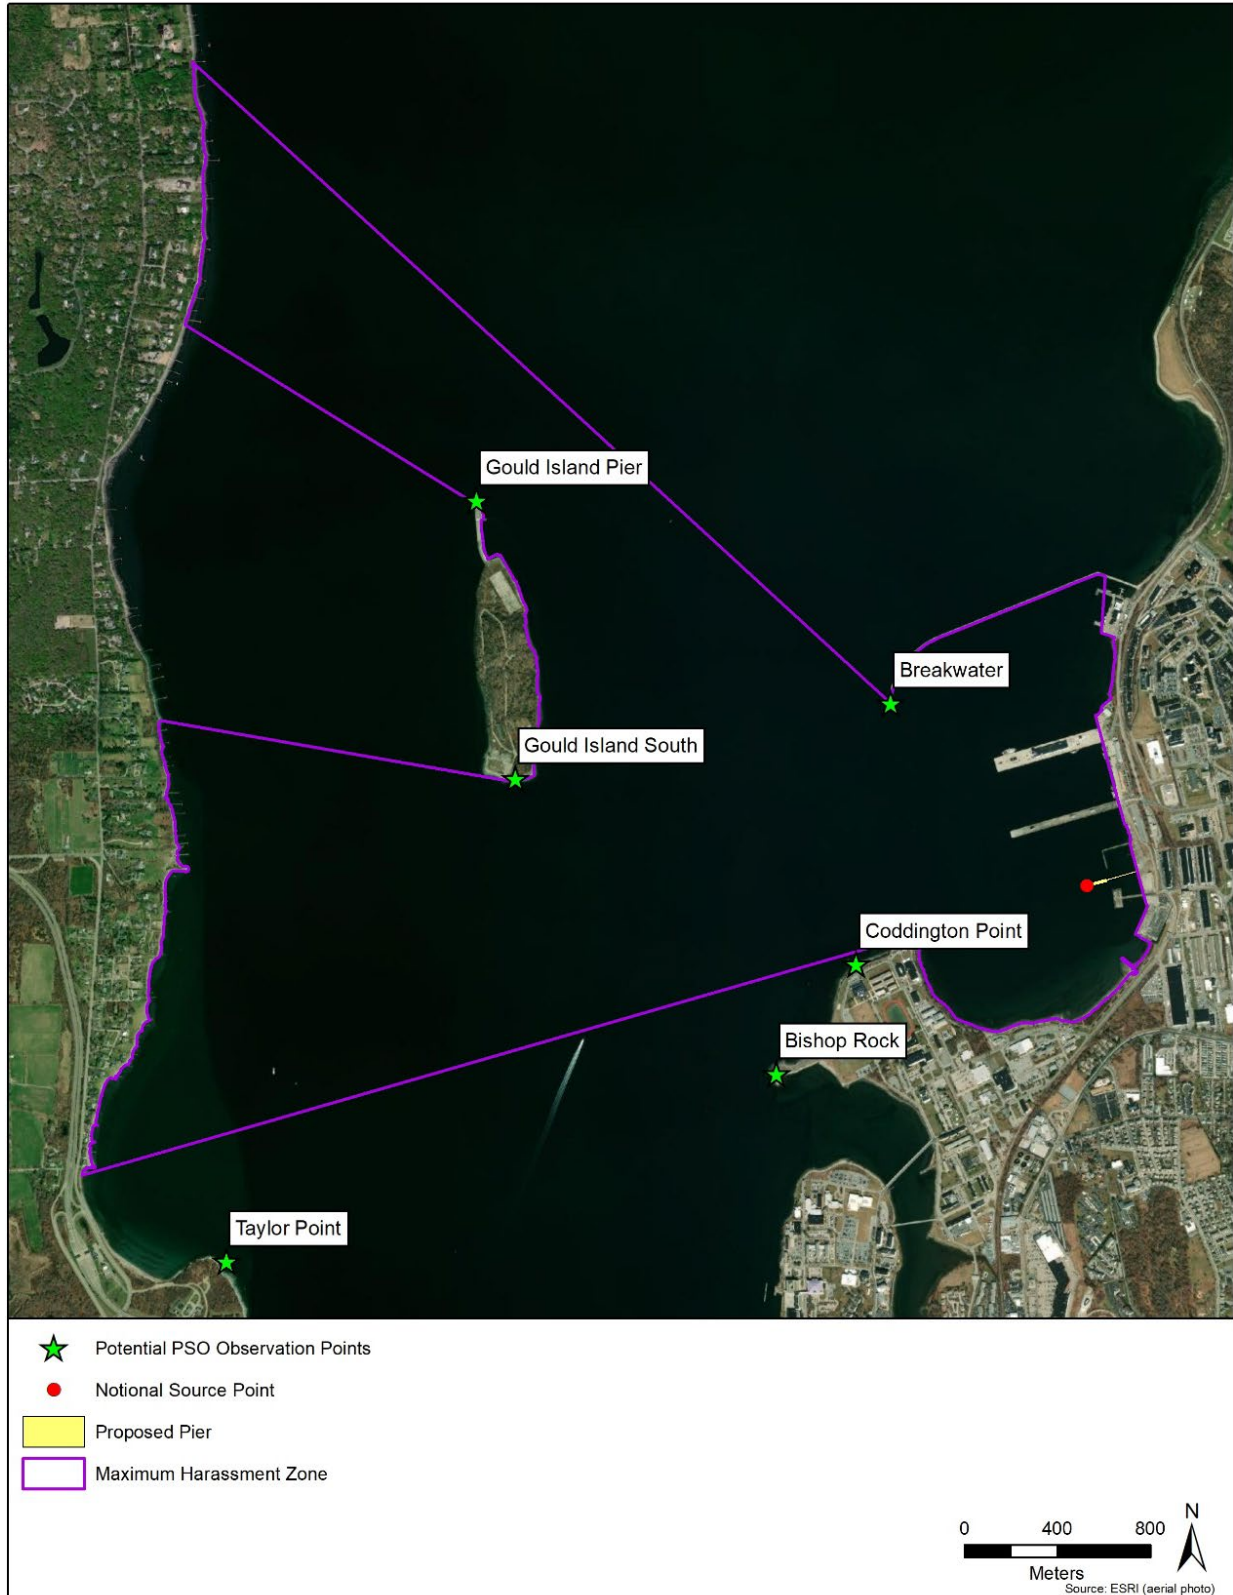 Gould Island Pier
Breakwater
Gould Island South
Coddington Point
Bishop Rock
Taylor Point
Potential PSO Observation Points
Notional Source Point
Proposed Pier
Maximum Harassment Zone
N
0 400 800
Meters
Source: ESRI (aerial photo)